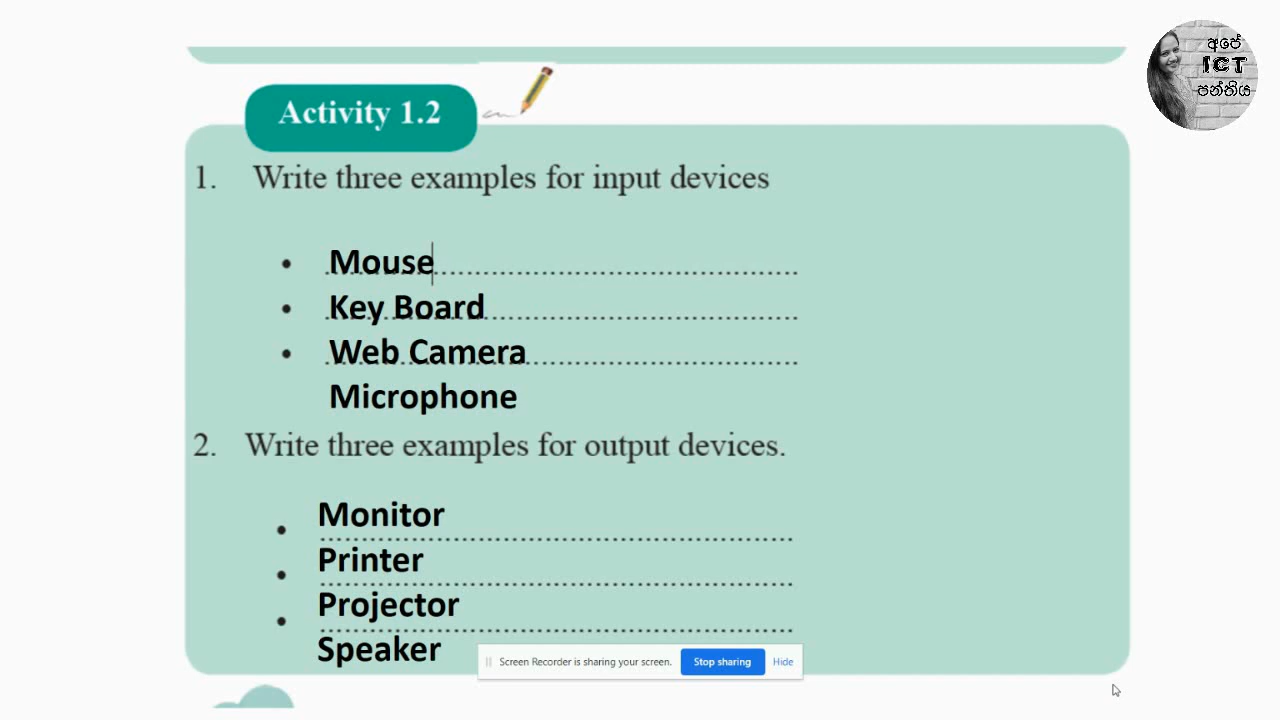 අපේ
ICT
පන්තිය
Activity 1.2
1. Write three examples for input devices
• Mouse
• Key Board
• Web Camera
Microphone
2. Write three examples for output devices.
• Monitor
• Printer
• Projector
Speaker
Screen Recorder is sharing your screen. Stop sharing Hide